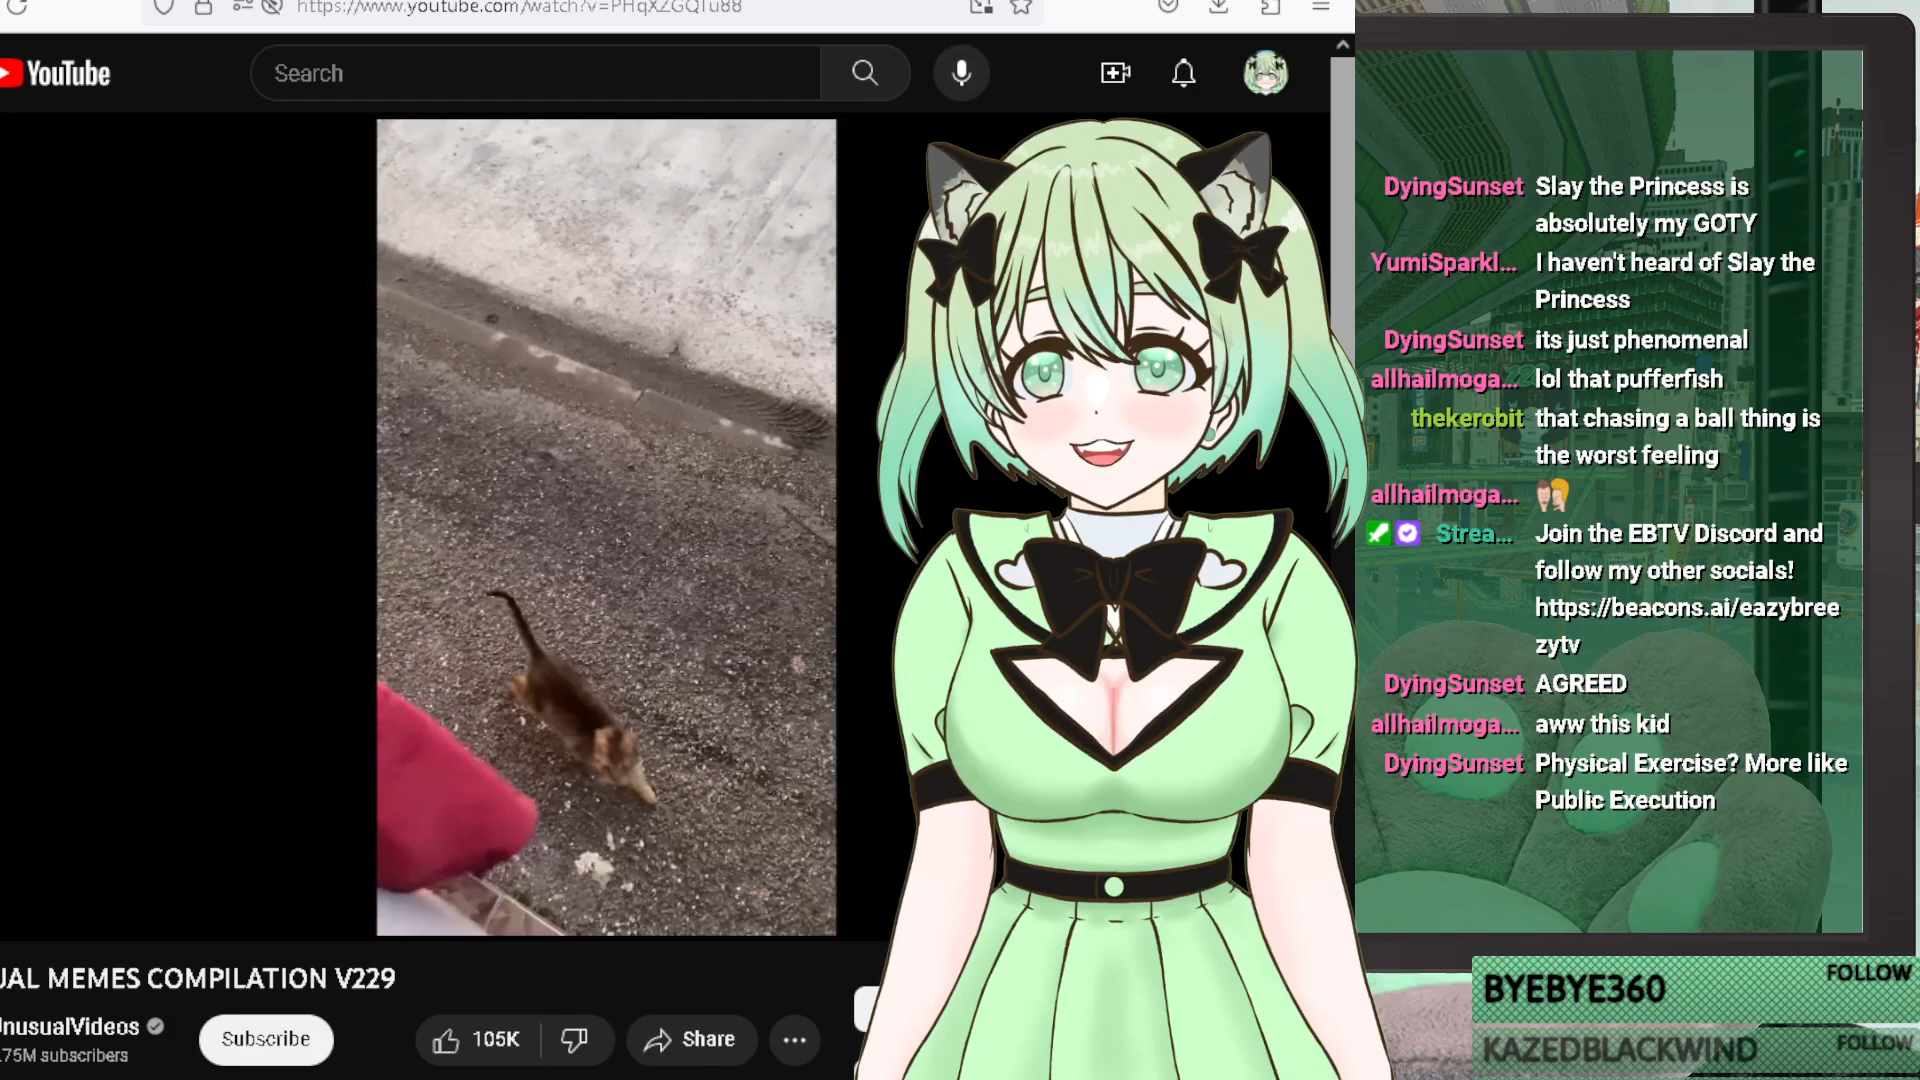 https://www.youtube.com/watch?v=PHqXZGQTu88
YouTube
Search
DyingSunset Slay the Princess is
absolutely my GOTY
YumiSparkl... I haven't heard of Slay the
Princess
DyingSunset its just phenomenal
allhailmoga... lol that pufferfish
thekerobit that chasing a ball thing is
the worst feeling
allhailmoga...
Strea... Join the EBTV Discord and
follow my other socials!
https://beacons.ai/eazybree
zytv
DyingSunset AGREED
allhailmoga... aww this kid
DyingSunset Physical Exercise? More like
Public Execution
UAL MEMES COMPILATION V229
UnusualVideos
.75M subscribers
Subscribe
105K
Share
BYEBYE360 FOLLOW
KAZEDBLACKWIND FOLLOW